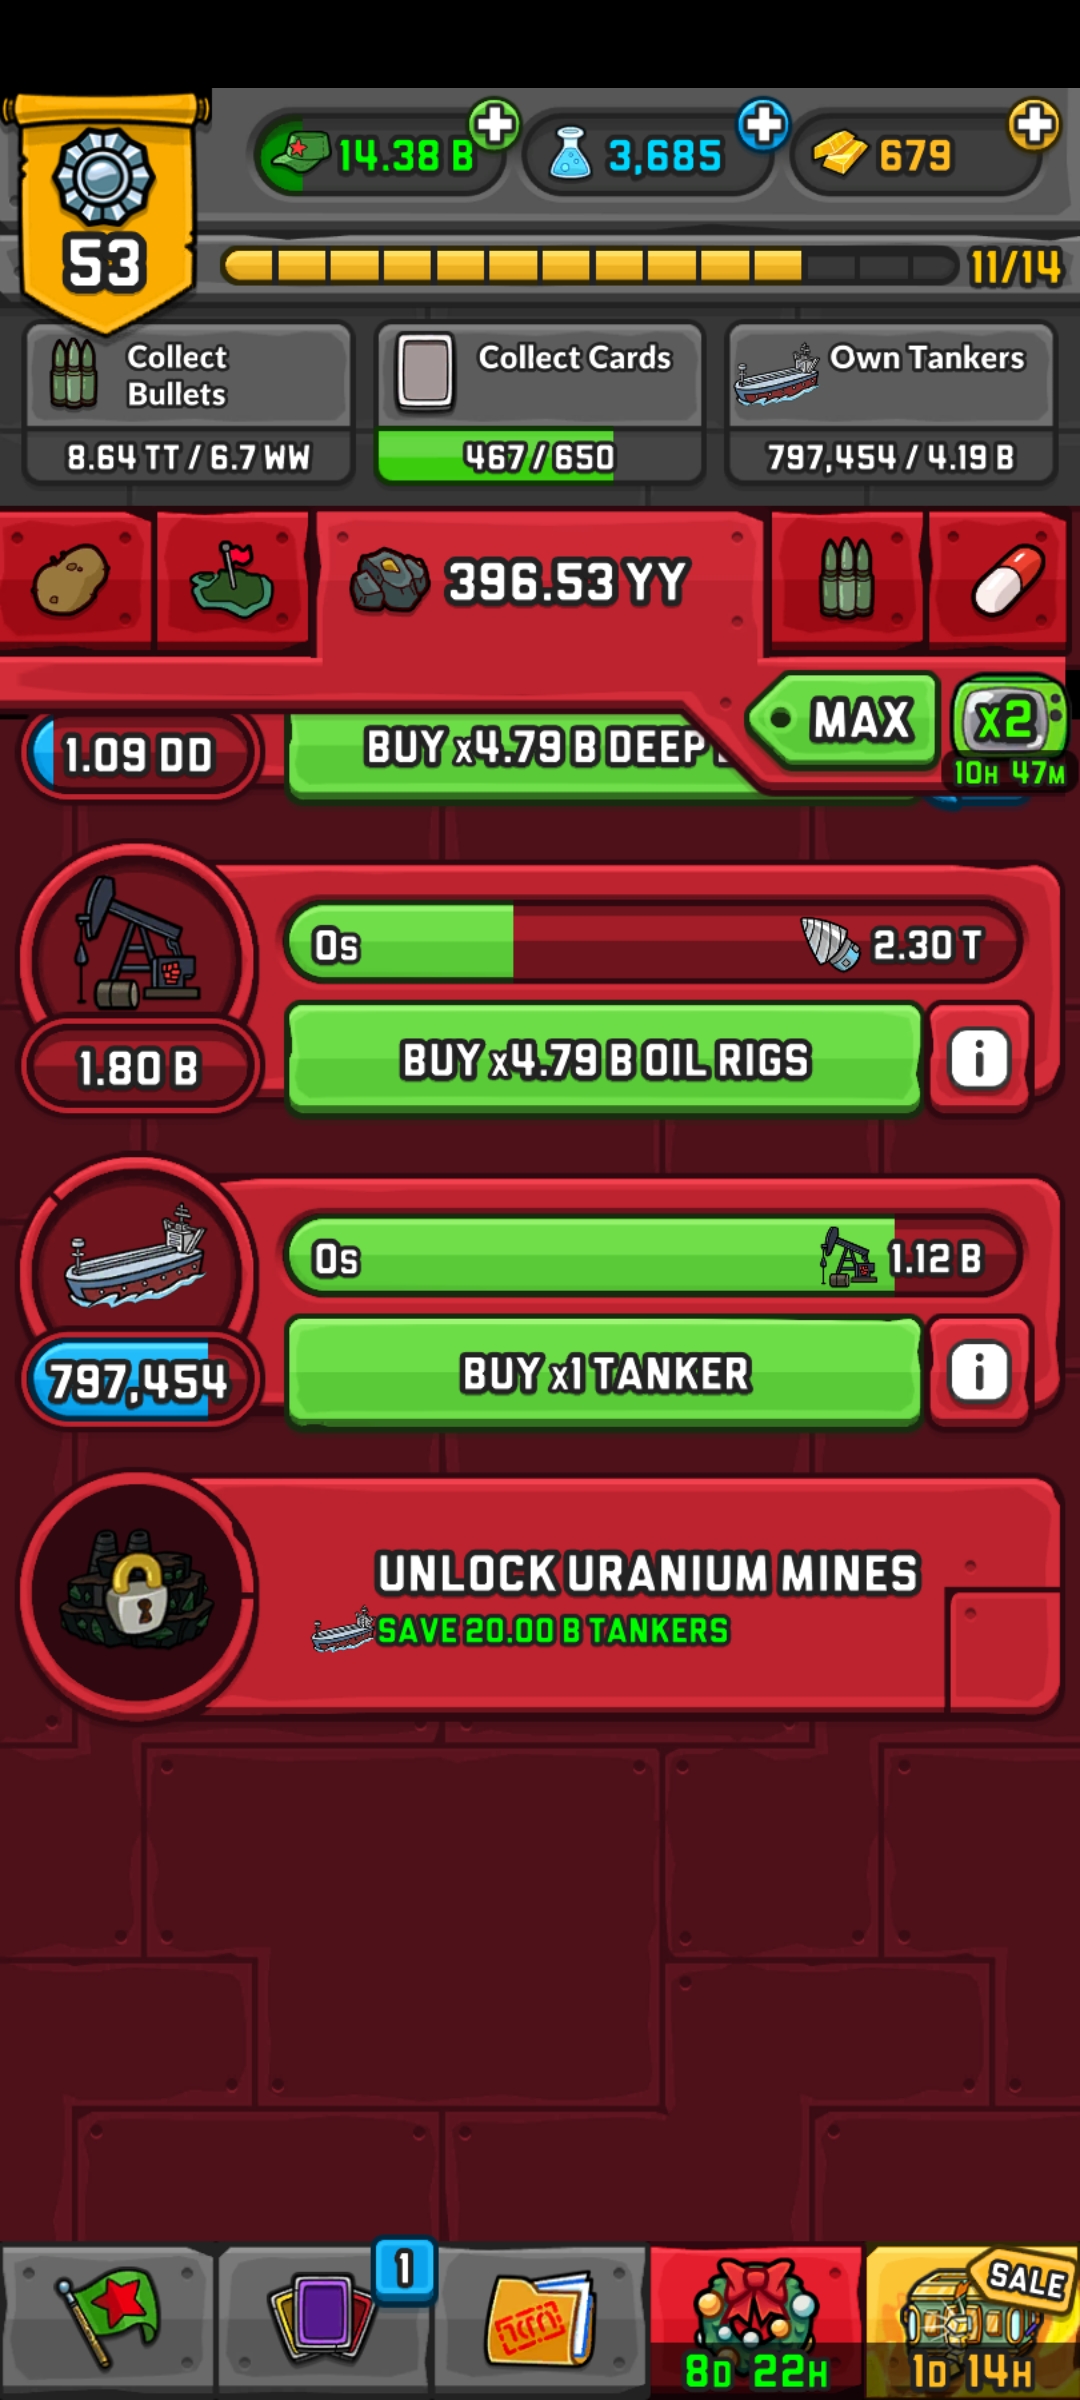 14.38 B
3,685
679
53
11/14
Collect
Bullets
Collect Cards
Own Tankers
8.64 TT / 6.7 WW
467/650
797,454 / 4.19 B
396.53 YY
MAX
x2
10H 47M
1.09 DD
BUY x4.79 B DEEP
0s
2.30 T
1.80 B
BUY x4.79 B OIL RIGS
i
0s
1.12 B
797,454
BUY x1 TANKER
i
UNLOCK URANIUM MINES
SAVE 20.00 B TANKERS
1
SALE
8D 22H
1D 14H